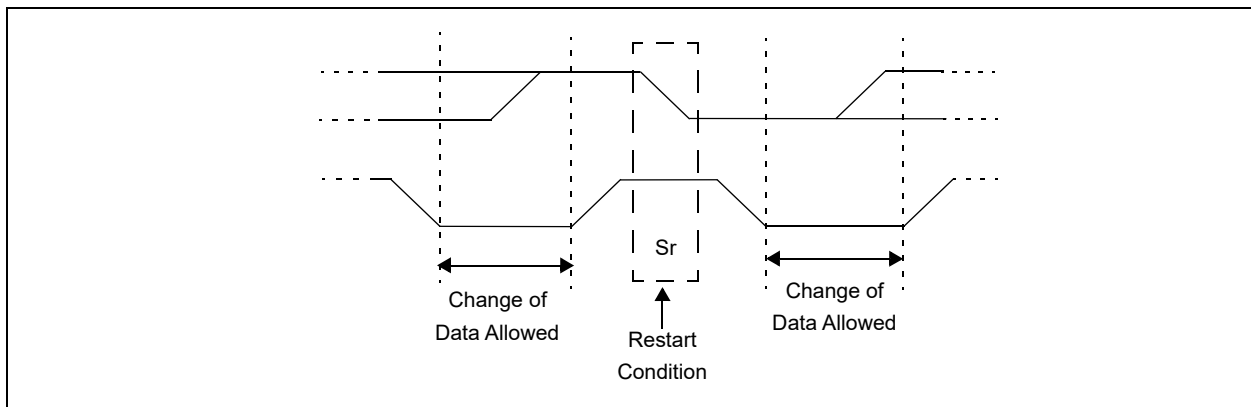 Sr
Change of
Data Allowed
Restart
Condition
Change of
Data Allowed